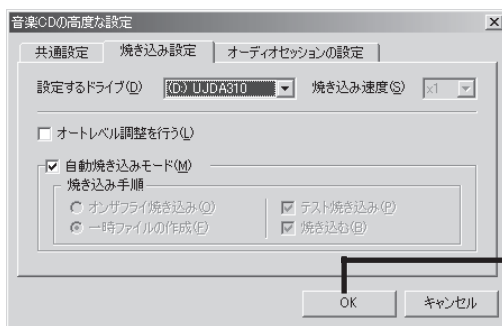 音楽CDの高度な設定
共通設定 焼き込み設定 オーディオセッションの設定
設定するドライブ(D) (D:) UJDA310 焼き込み速度(S) x1
オートレベル調整を行う(L)
自動焼き込みモード(M)
焼き込み手順
オンザフライ焼き込み(O) テスト焼き込み(P)
一時ファイルの作成(F) 焼き込む(B)
OK キャンセル